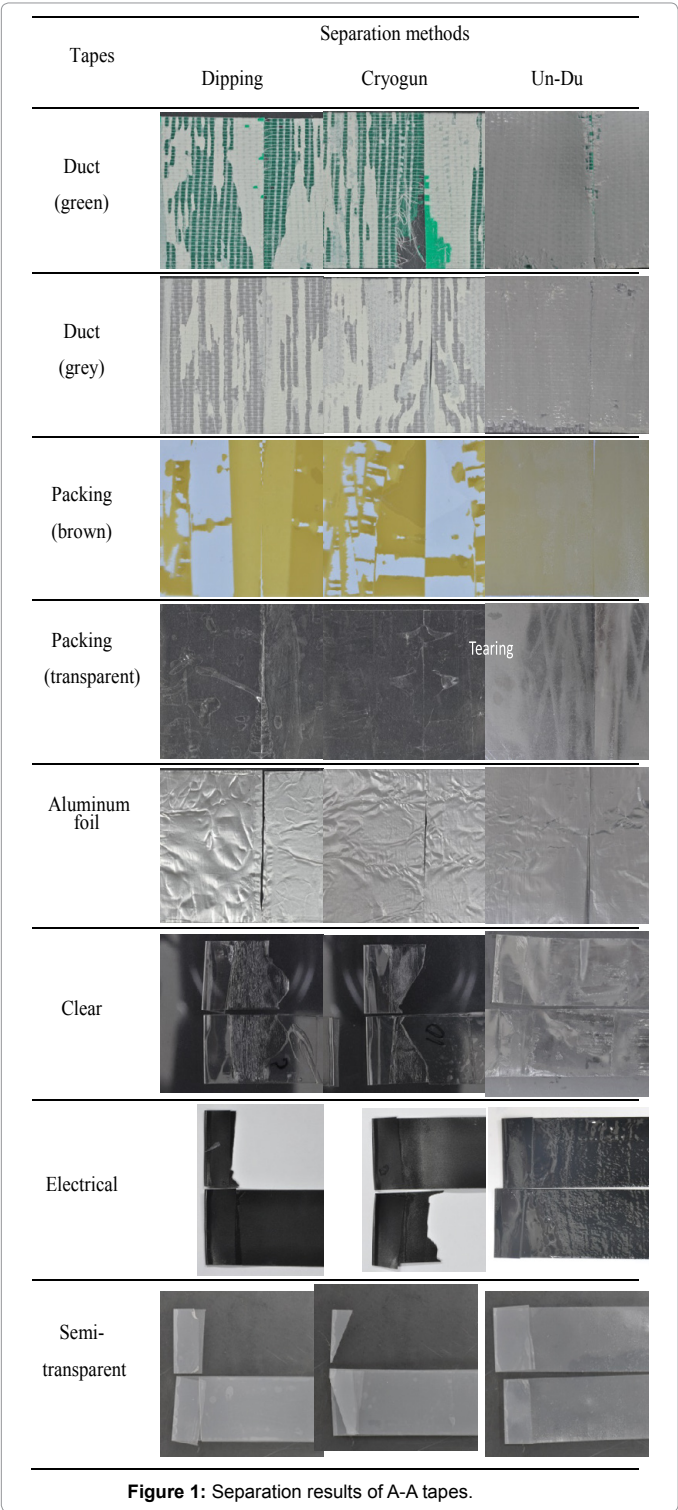 Tapes
Separation methods
Dipping
Cryogun
Un-Du
Duct
(green)
Duct
(grey)
Packing
(brown)
Packing
(transparent)
Tearing
Aluminum
foil
Clear
Electrical
Semi-
transparent
Figure 1: Separation results of A-A tapes.